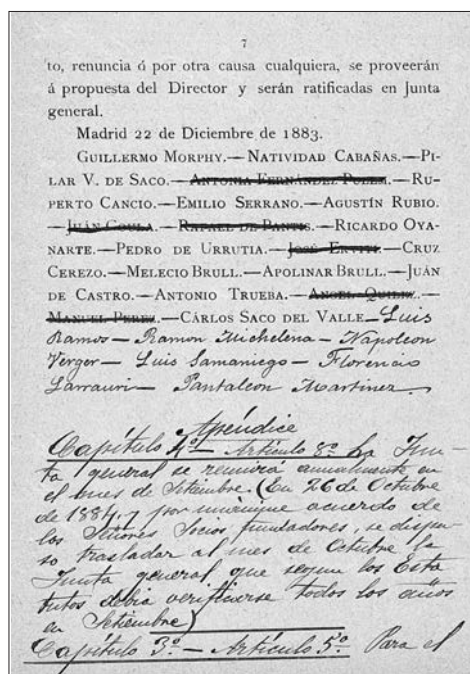 7
to, renuncia ó por otra causa cualquiera, se proveerán
á propuesta del Director y serán ratificadas en Junta
general.
Madrid 22 de Diciembre de 1883.
GUILLERMO MORPHY.—NATIVIDAD CABAÑAS.—PI-
LAR V. DE SACO.—ANTONIA FERNÁNDEZ.—RU-
PERTO CANCIO.—EMILIO SERRANO.—AGUSTÍN RUBIO.
—JUÁN GOULA.—RAFAEL DE.—RICARDO OYA-
NARTE.—PEDRO DE URRUTIA.—JOSÉ.—CRUZ
CEREZO.—MELECIO BRULL.—APOLINAR BRULL.—JUÁN
DE CASTRO.—ANTONIO TRUEBA.—ANGEL QUILEZ.—
MANUEL PEREZ.—CÁRLOS SACO DEL VALLE—Luis
Ramos—Ramon Michelena—Napoleon
Verger—Luis Samaniego—Florencio
Larrauri—Pantaleon Martinez.
Apéndice
Capítulo 4º—Artículo 8º La Jun-
ta general se reunirá anualmente en
el mes de Setiembre. (En 26 de Octubre
de 1884, y por unánime acuerdo de
los Señores Socios fundadores, se dispu-
so trasladar al mes de Octubre la
Junta general, que segun los Esta
tutos debia verificarse todos los años
en Setiembre)
Capítulo 3º—Artículo 5º Para el